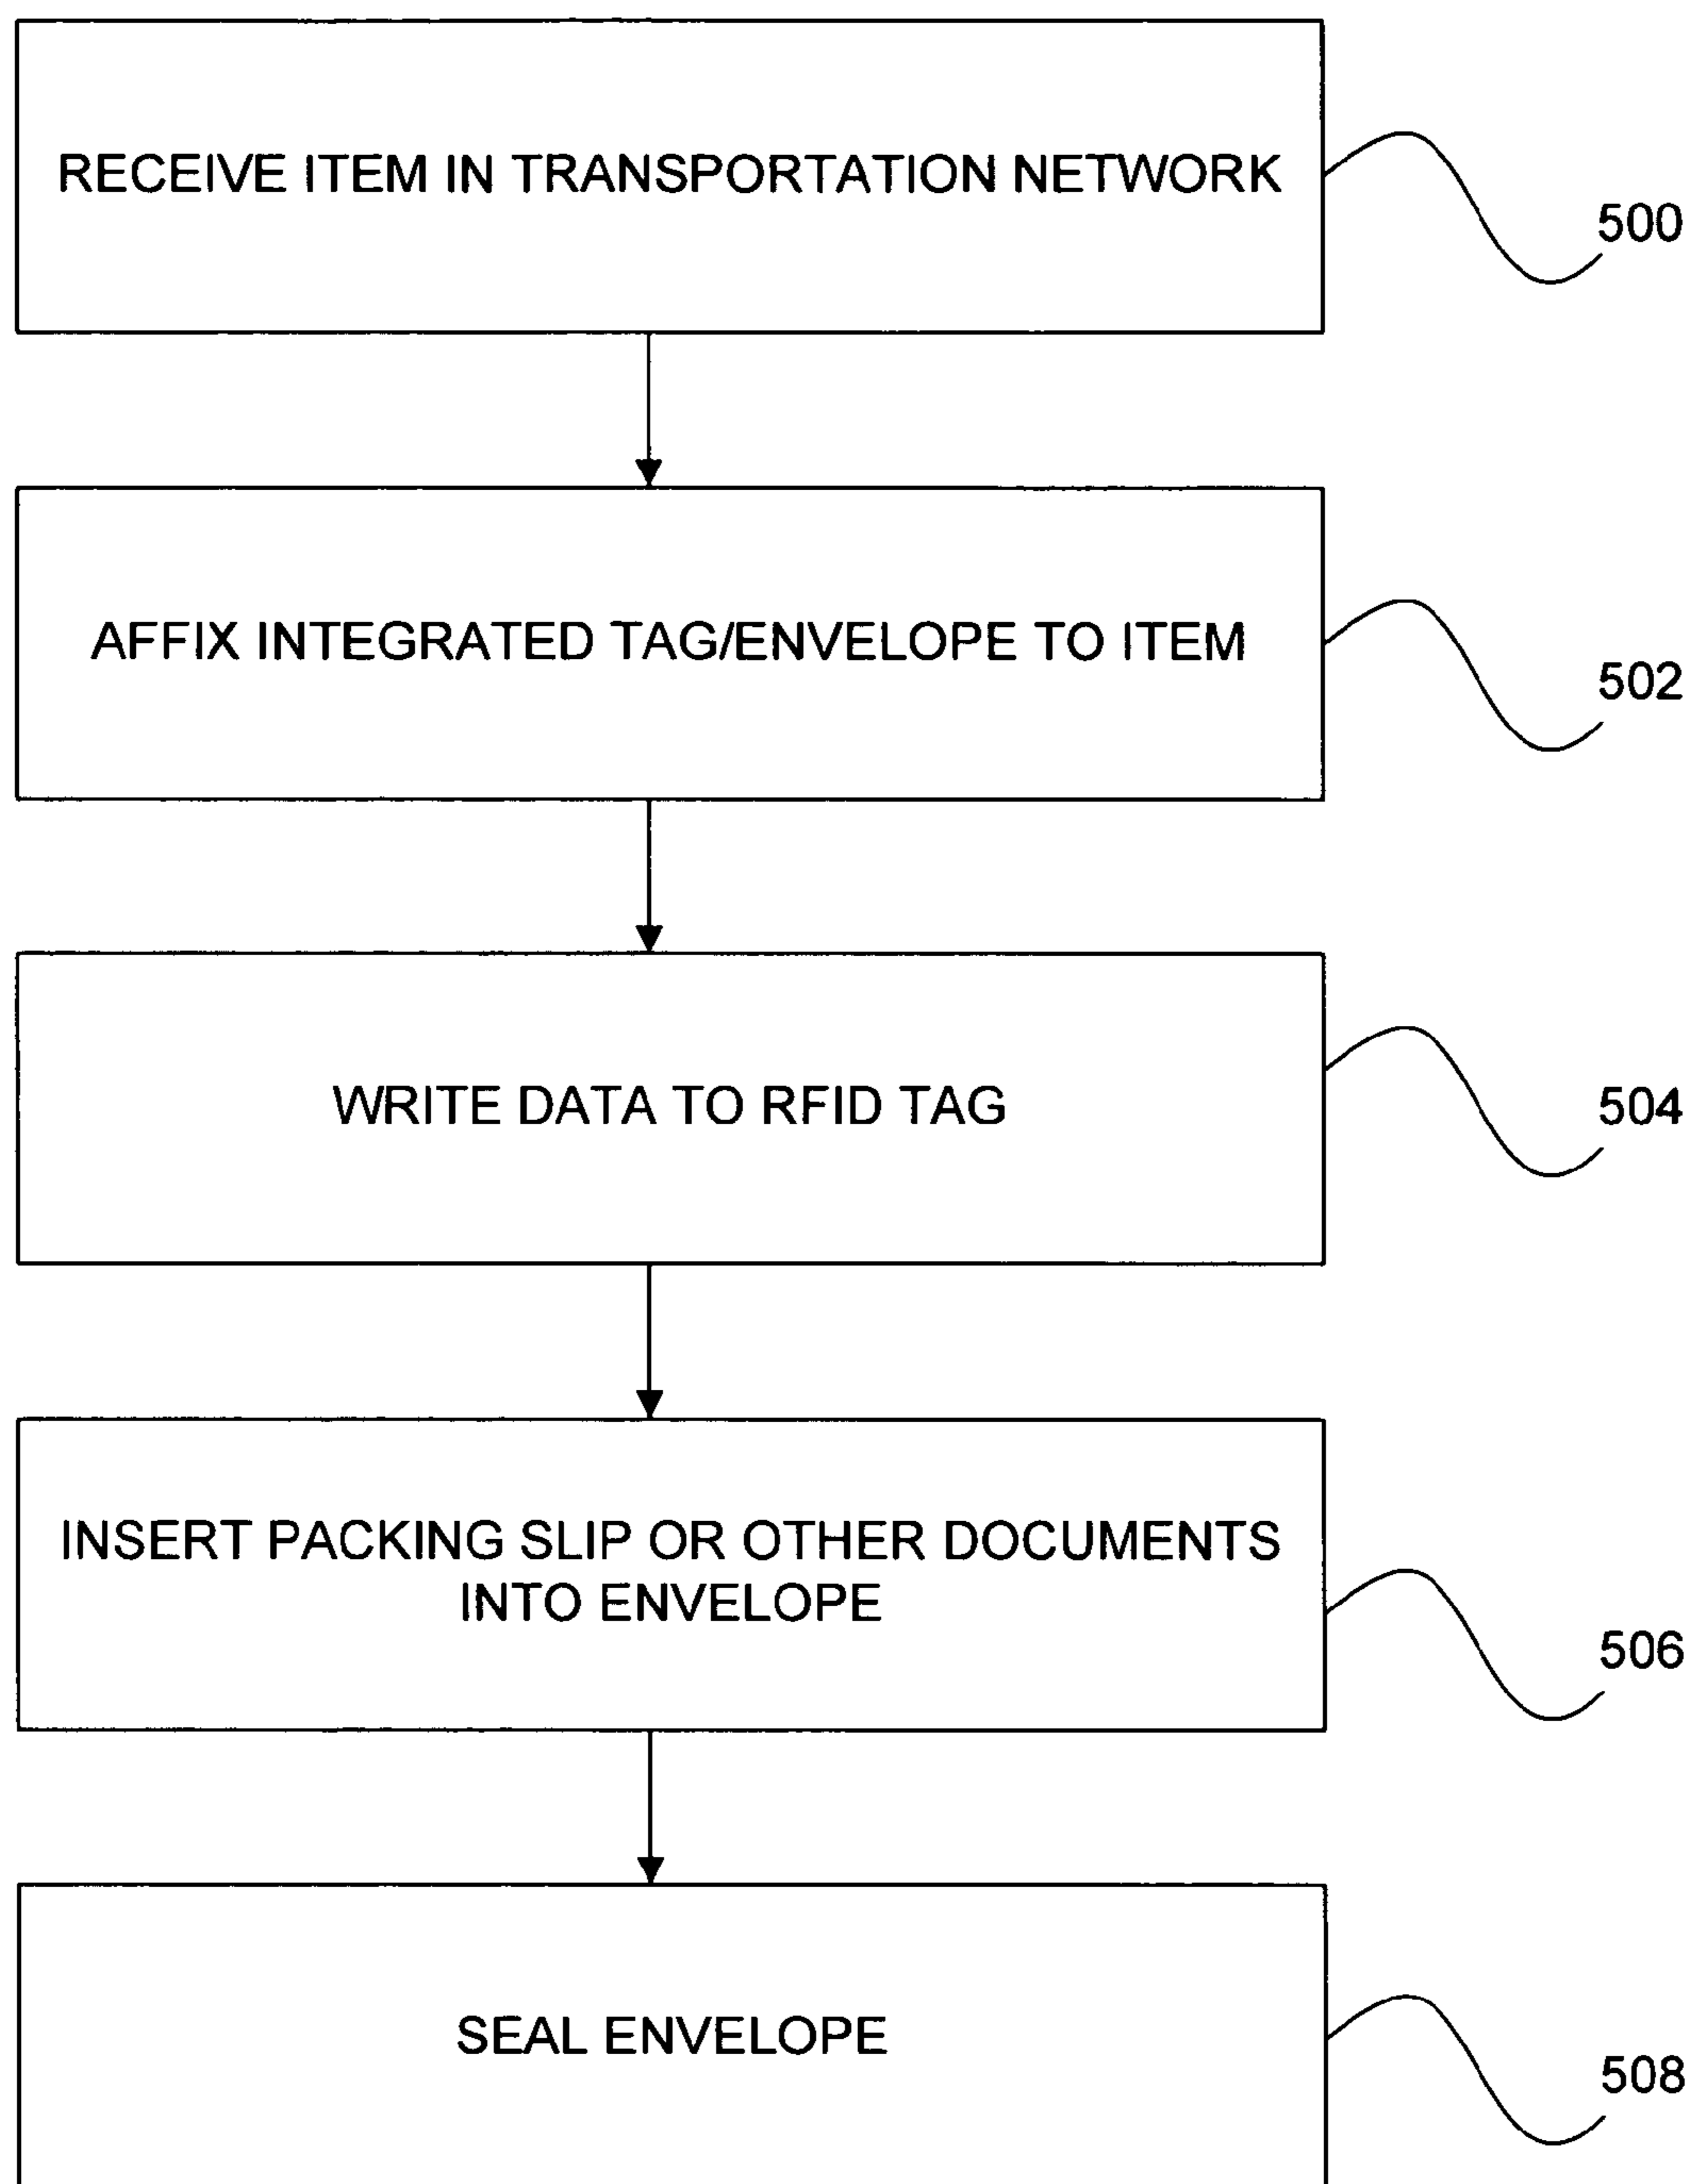 RECEIVE ITEM IN TRANSPORTATION NETWORK
500
AFFIX INTEGRATED TAG/ENVELOPE TO ITEM
502
WRITE DATA TO RFID TAG
504
INSERT PACKING SLIP OR OTHER DOCUMENTS
INTO ENVELOPE
506
SEAL ENVELOPE
508